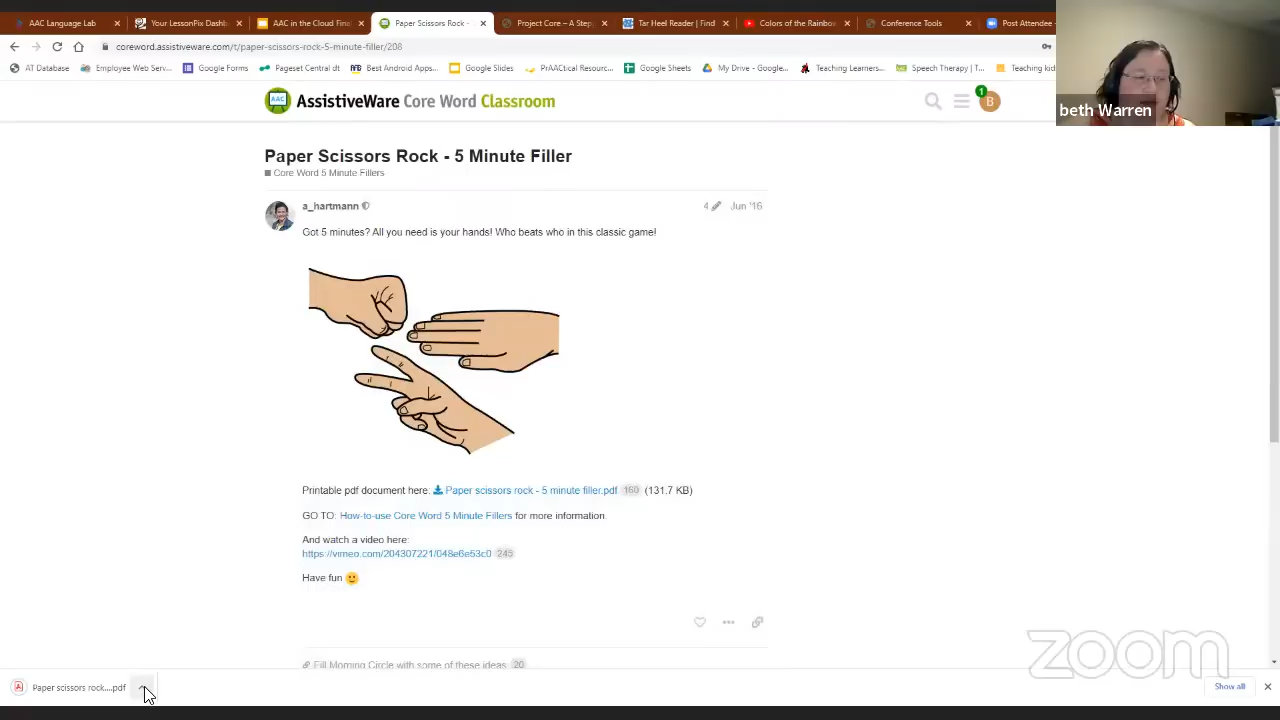 AAC Language Lab
Your LessonPix Dashb
AAC in the Cloud Fina
Paper Scissors Rock -
Project Core – A Step
Tar Heel Reader | Find
Colors of the Rainbow
Conference Tools
Post Attendee -
coreword.assistiveware.com/t/paper-scissors-rock-5-minute-filler/208
AT Database
Employee Web Serv...
Google Forms
Pageset Central dt
Best Android Apps...
Google Slides
PrAACtical Resourc...
Google Sheets
My Drive - Google...
Teaching Learners...
Speech Therapy | T...
Teaching kid
beth Warren
AAC
AssistiveWare Core Word Classroom
1
B
Paper Scissors Rock - 5 Minute Filler
Core Word 5 Minute Fillers
a_hartmann
4
Jun '16
Got 5 minutes? All you need is your hands! Who beats who in this classic game!
Printable pdf document here: Paper scissors rock - 5 minute filler.pdf 160 (131.7 KB)
GO TO: How-to-use Core Word 5 Minute Fillers for more information.
And watch a video here:
https://vimeo.com/204307221/048e6e53c0 245
Have fun
Fill Morning Circle with some of these ideas 20
zoom
Paper scissors rock....pdf
Show all